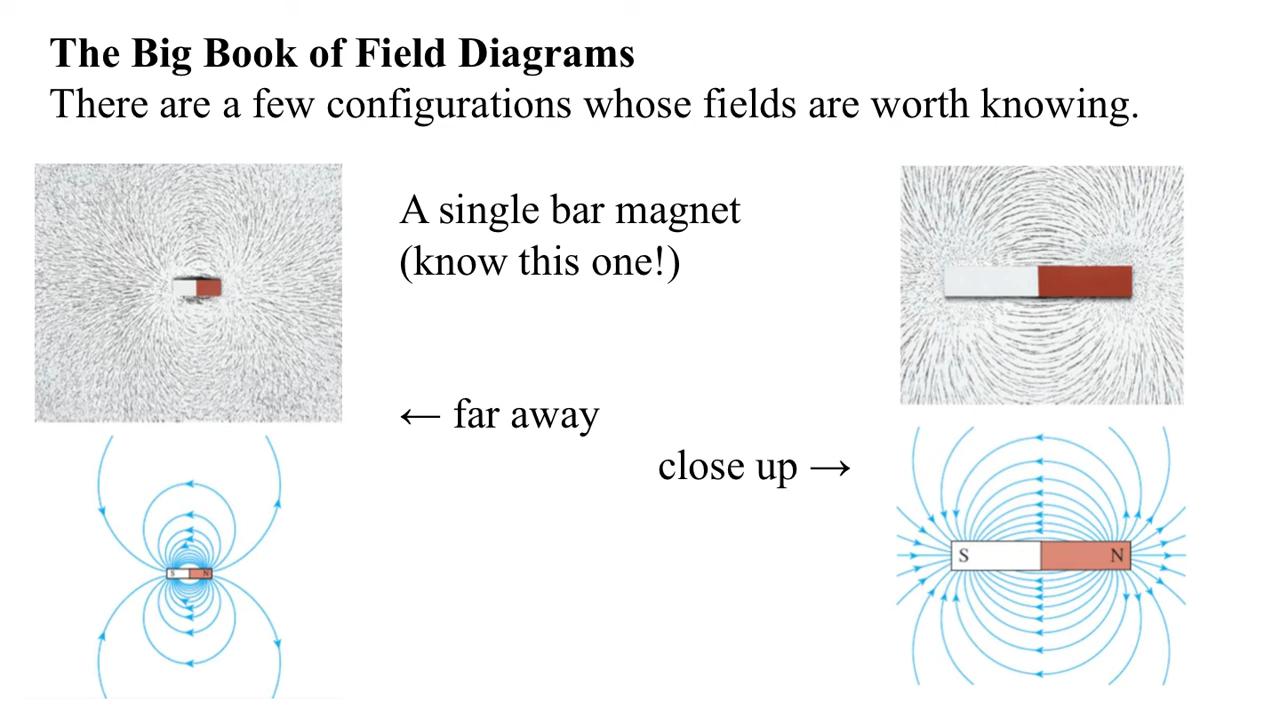 The Big Book of Field Diagrams
There are a few configurations whose fields are worth knowing.
A single bar magnet
(know this one!)
← far away
close up →
S N
S N